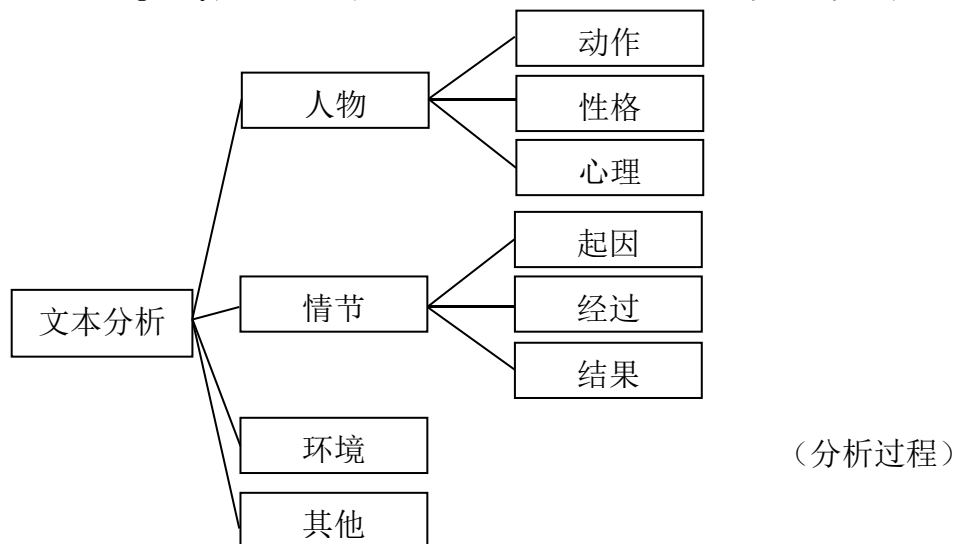 动作
人物
性格
心理
起因
文本分析
情节
经过
结果
环境
（分析过程）
其他